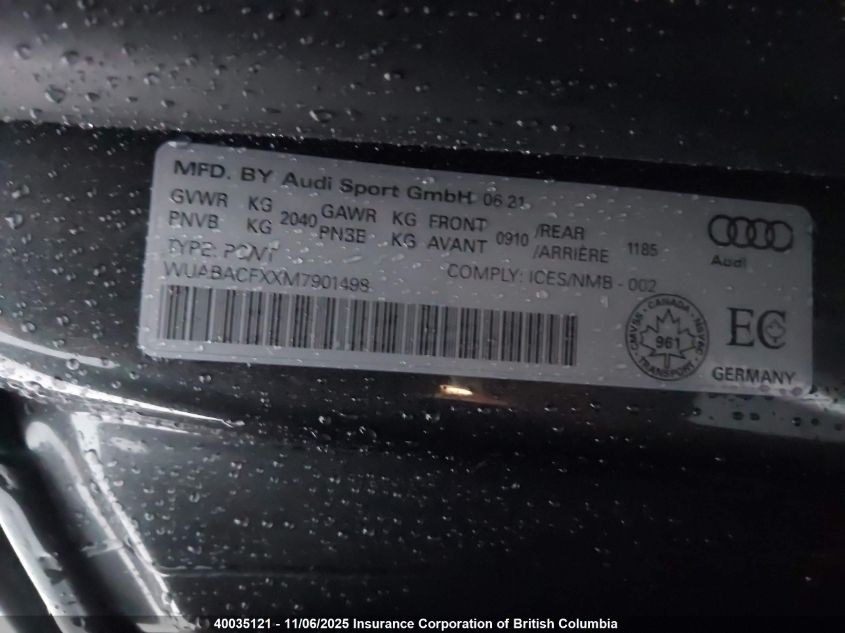 MFD. BY Audi Sport GmbH 06-21
GVWR KG 2040 GAWR KG FRONT 0910 /REAR 1185
PNVB KG PNBE KG AVANT /ARRIÈRE
TYPE: PCNT
WUABACFXXM7901498
COMPLY: ICES/NMB - 002
Audi
CANADA
CMVSS · NSVAC
961
TRANSPORT
EC
GERMANY
40035121 - 11/06/2025 Insurance Corporation of British Columbia